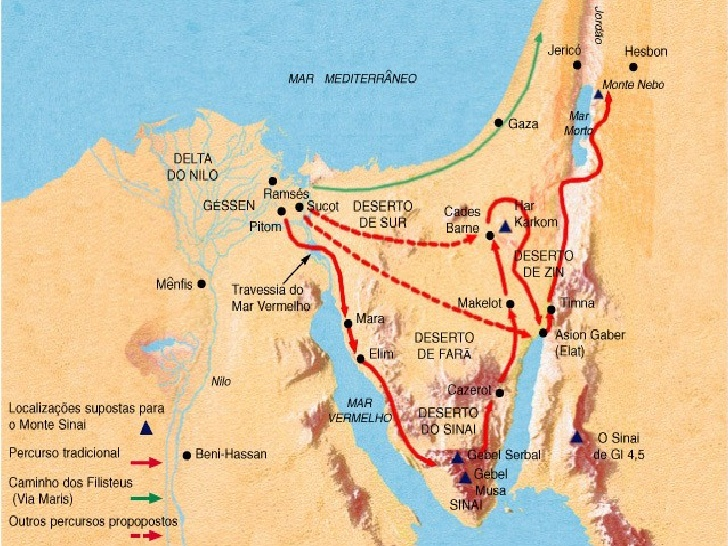 Jordão
Jericó
Hesbon
MAR MEDITERRÂNEO
Monte Nebo
Mar
Morto
Gaza
DELTA
DO NILO
Ramsés
GÉSSEN
Suçot
DESERTO
DE SUR
Cades
Barne
Har
Karkom
Pitom
DESERTO
DE ZIN
Mênfis
Travessia do
Mar Vermelho
Makelot
Timna
Mara
DESERTO
DE FARÃ
Asion Gaber
(Elat)
Elim
Nilo
Cazerot
MAR
VERMELHO
DESERTO
DO SINAI
Localizações supostas para
o Monte Sinai
O Sinai
de Gl 4,5
Percurso tradicional
Beni-Hassan
Gebel Serbal
Gebel
Musa
SINAI
Caminho dos Filisteus
(Via Maris)
Outros percursos propopostos